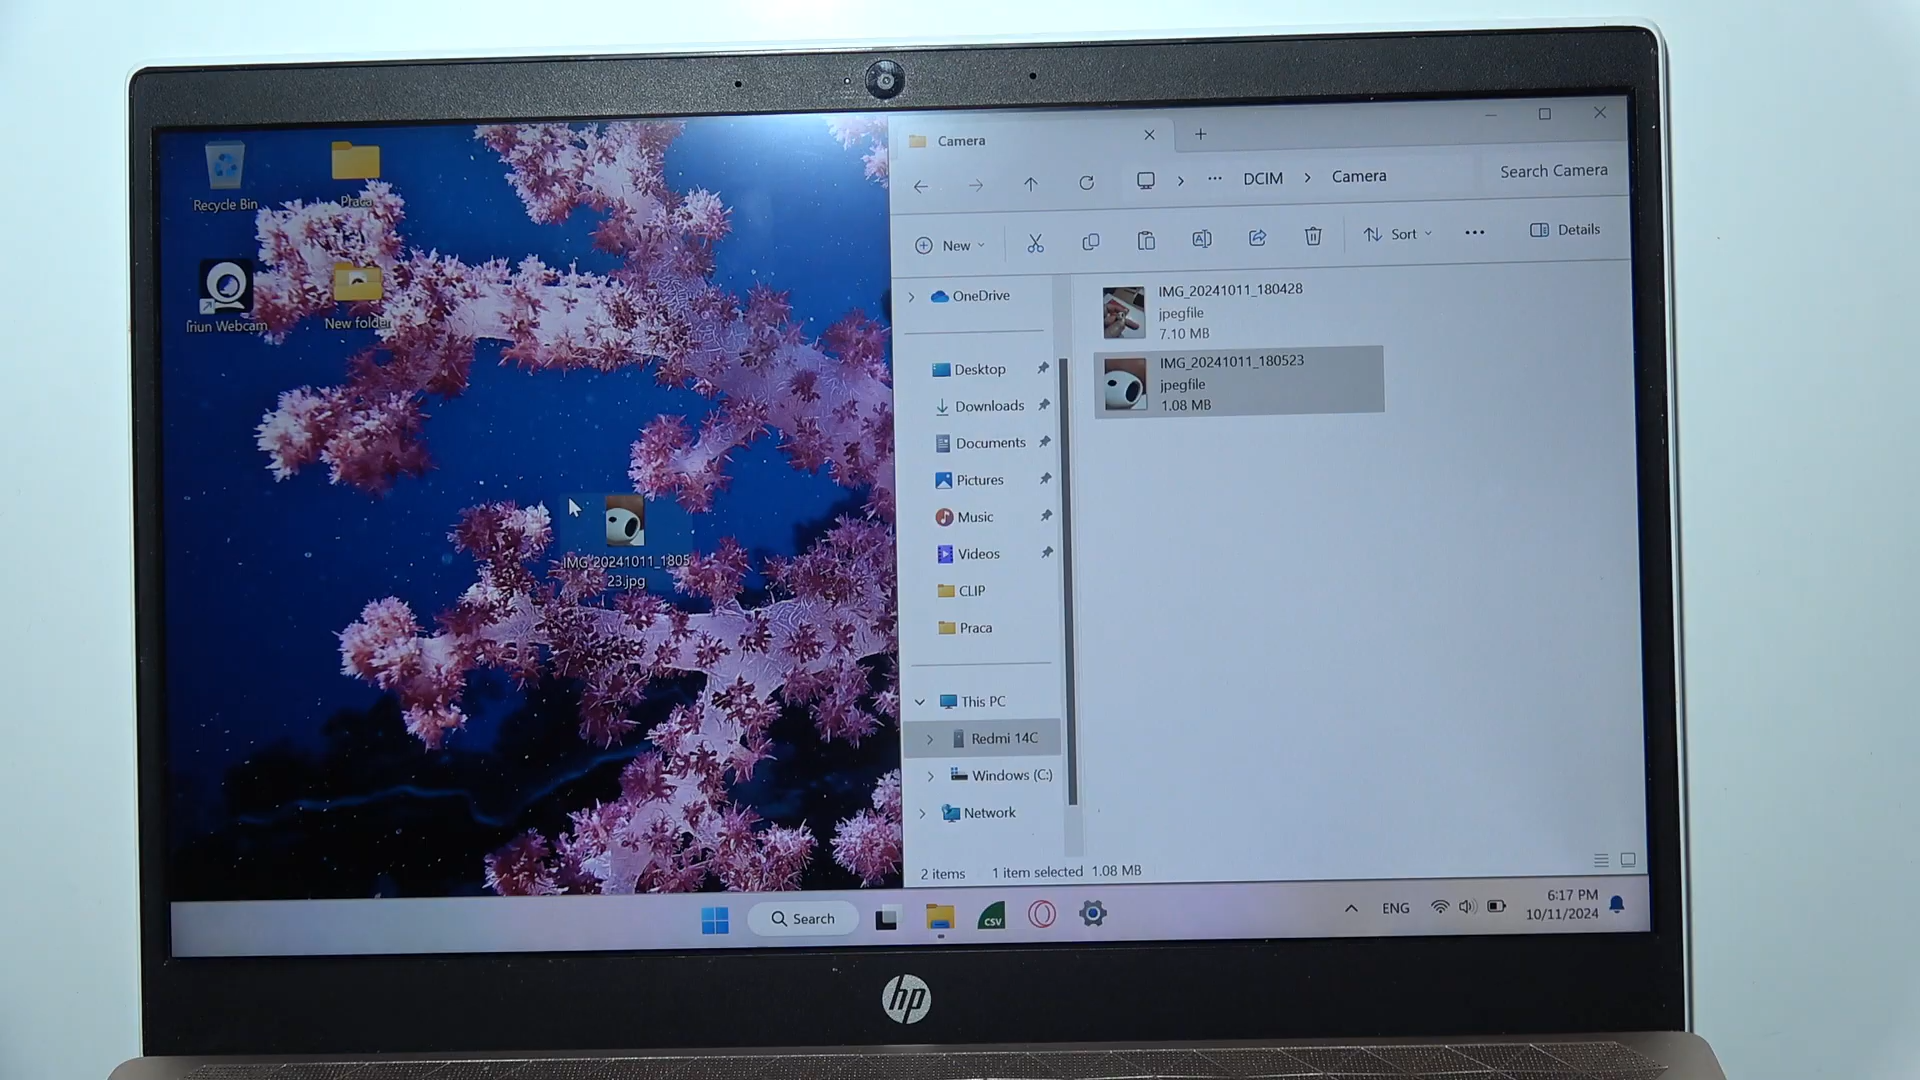 Recycle Bin
Praca
Iriun Webcam
New folder
IMG_20241011_1805
23.jpg
Camera
DCIM
Camera
Search Camera
New
Sort
Details
OneDrive
Desktop
Downloads
Documents
Pictures
Music
Videos
CLIP
Praca
This PC
Redmi 14C
Windows (C:)
Network
IMG_20241011_180428
jpegfile
7.10 MB
IMG_20241011_180523
jpegfile
1.08 MB
2 items
1 item selected 1.08 MB
Search
CSV
ENG
6:17 PM
10/11/2024
hp